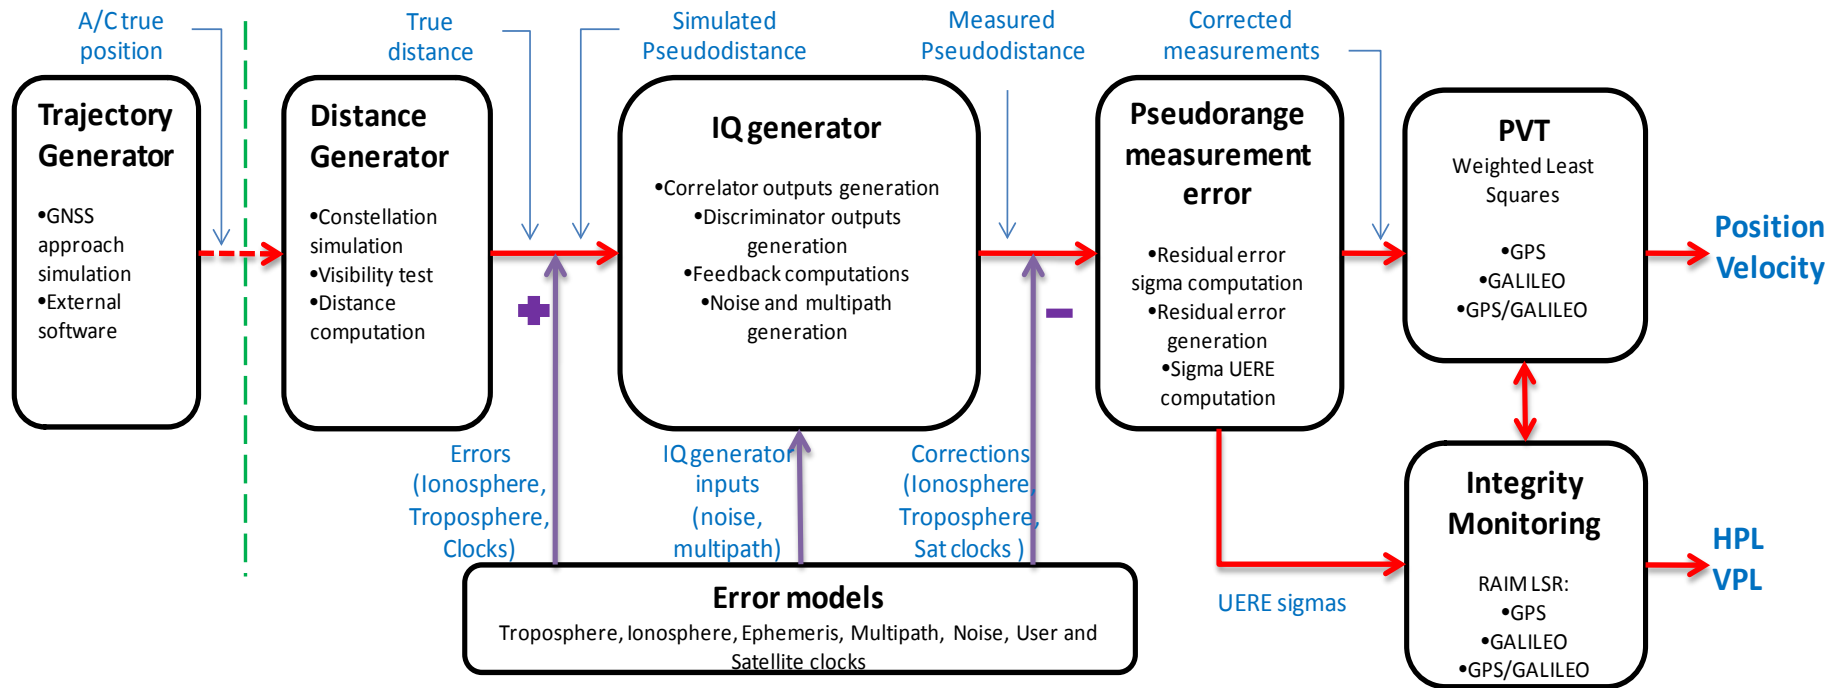 A/C true
position
True
distance
Simulated
Pseudodistance
Measured
Pseudodistance
Corrected
measurements
Trajectory
Generator
•GNSS
approach
simulation
•External
software
Distance
Generator
•Constellation
simulation
•Visibility test
•Distance
computation
IQ generator
•Correlator outputs generation
•Discriminator outputs
generation
•Feedback computations
•Noise and multipath
generation
Pseudorange
measurement
error
•Residual error
sigma computation
•Residual error
generation
•Sigma UERE
computation
PVT
Weighted Least
Squares
•GPS
•GALILEO
•GPS/GALILEO
Position
Velocity
Errors
(Ionosphere,
Troposphere,
Clocks)
IQ generator
inputs
(noise,
multipath)
Corrections
(Ionosphere,
Troposphere,
Sat clocks )
Error models
Troposphere, Ionosphere, Ephemeris, Multipath, Noise, User and
Satellite clocks
UERE sigmas
Integrity
Monitoring
RAIM LSR:
•GPS
•GALILEO
•GPS/GALILEO
HPL
VPL